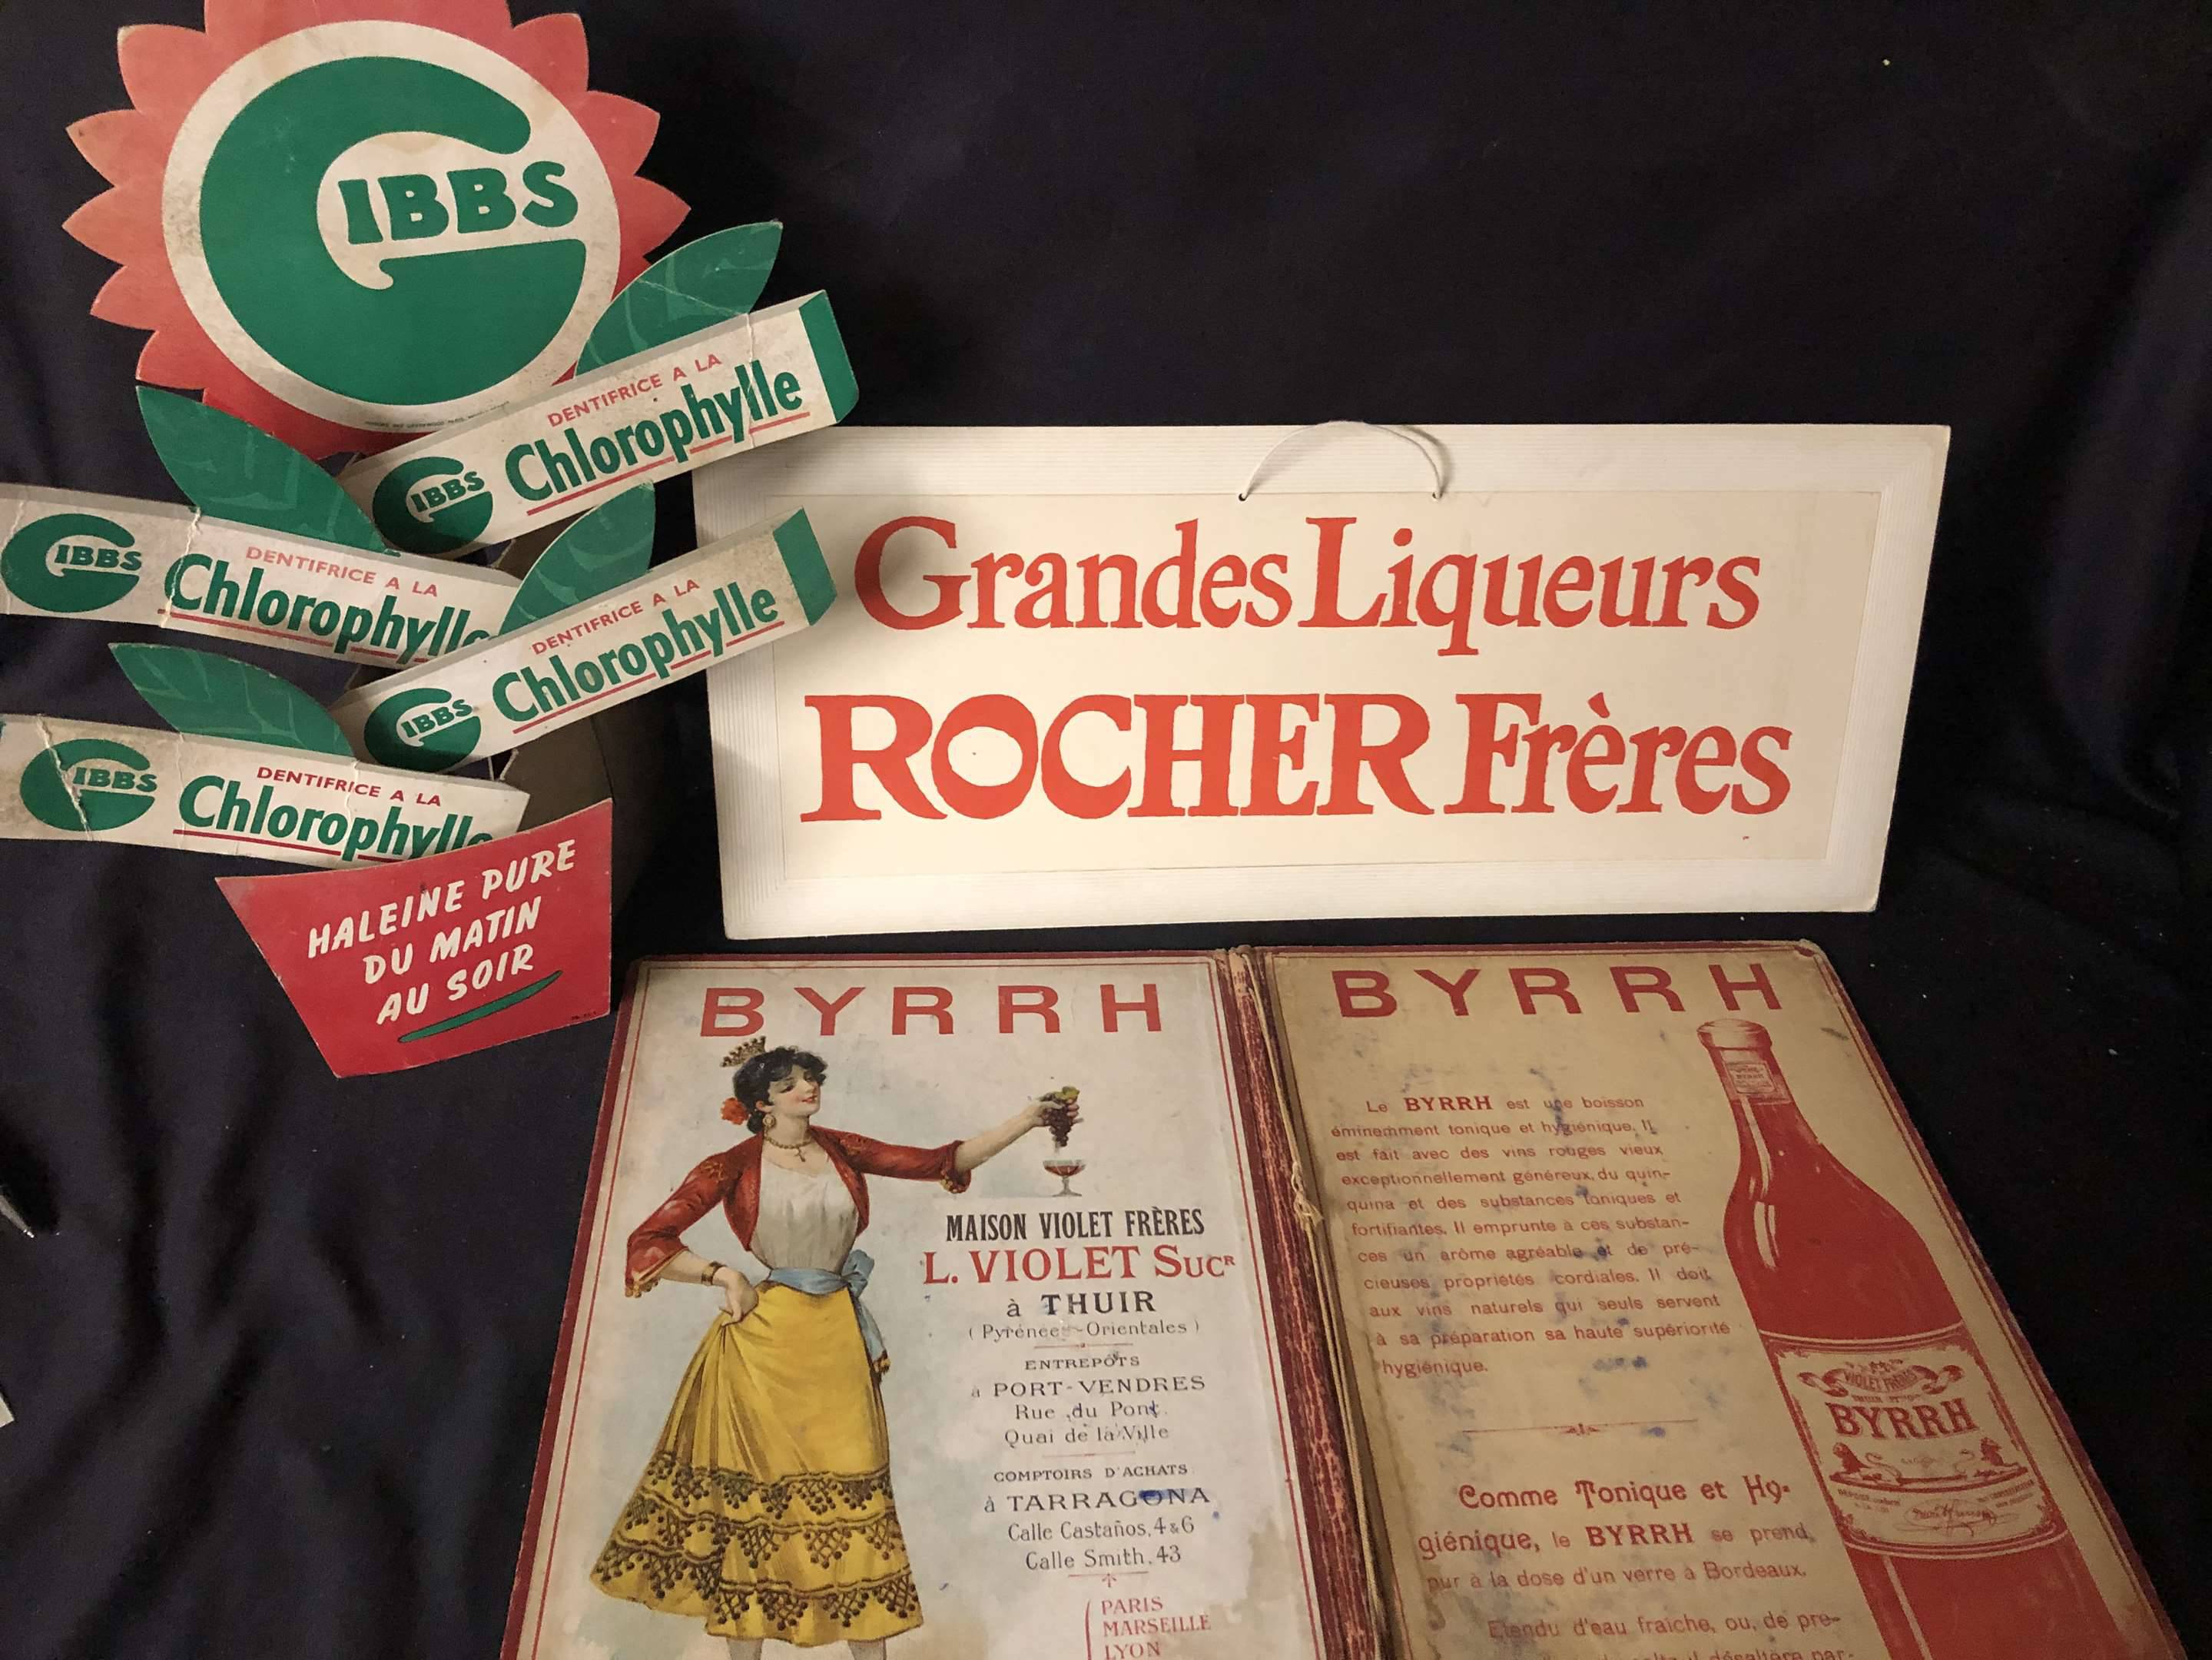 GIBBS
DENTIFRICE A LA
GIBBS Chlorophylle
DENTIFRICE A LA
GIBBS Chlorophylle
DENTIFRICE A LA
GIBBS Chlorophylle
DENTIFRICE A LA
GIBBS Chlorophylle
HALEINE PURE
DU MATIN
AU SOIR
Grandes Liqueurs
ROCHER Frères
BYRRH
MAISON VIOLET FRÈRES
L. VIOLET SUCR
à THUIR
(Pyrénées-Orientales)
ENTREPÔTS
à PORT-VENDRES
Rue du Pont
Quai de la Ville
COMPTOIRS D'ACHATS
à TARRAGONA
Calle Castaños, 4 & 6
Calle Smith. 43
PARIS
MARSEILLE
LYON
BYRRH
Le BYRRH est une boisson
éminemment tonique et hygiénique. Il
est fait avec des vins rouges vieux
exceptionnellement généreux, du quin-
quina et des substances toniques et
fortifiantes. Il emprunte à ces substan-
ces un arôme agréable et de pré-
cieuses propriétés cordiales. Il doit
aux vins naturels qui seuls servent
à sa préparation sa haute supériorité
hygiénique.
Comme Tonique et Hy-
giénique, le BYRRH se prend
pur à la dose d'un verre à Bordeaux.
Etendu d'eau fraiche, ou, de pre-
VIOLET FRÈRES
BYRRH